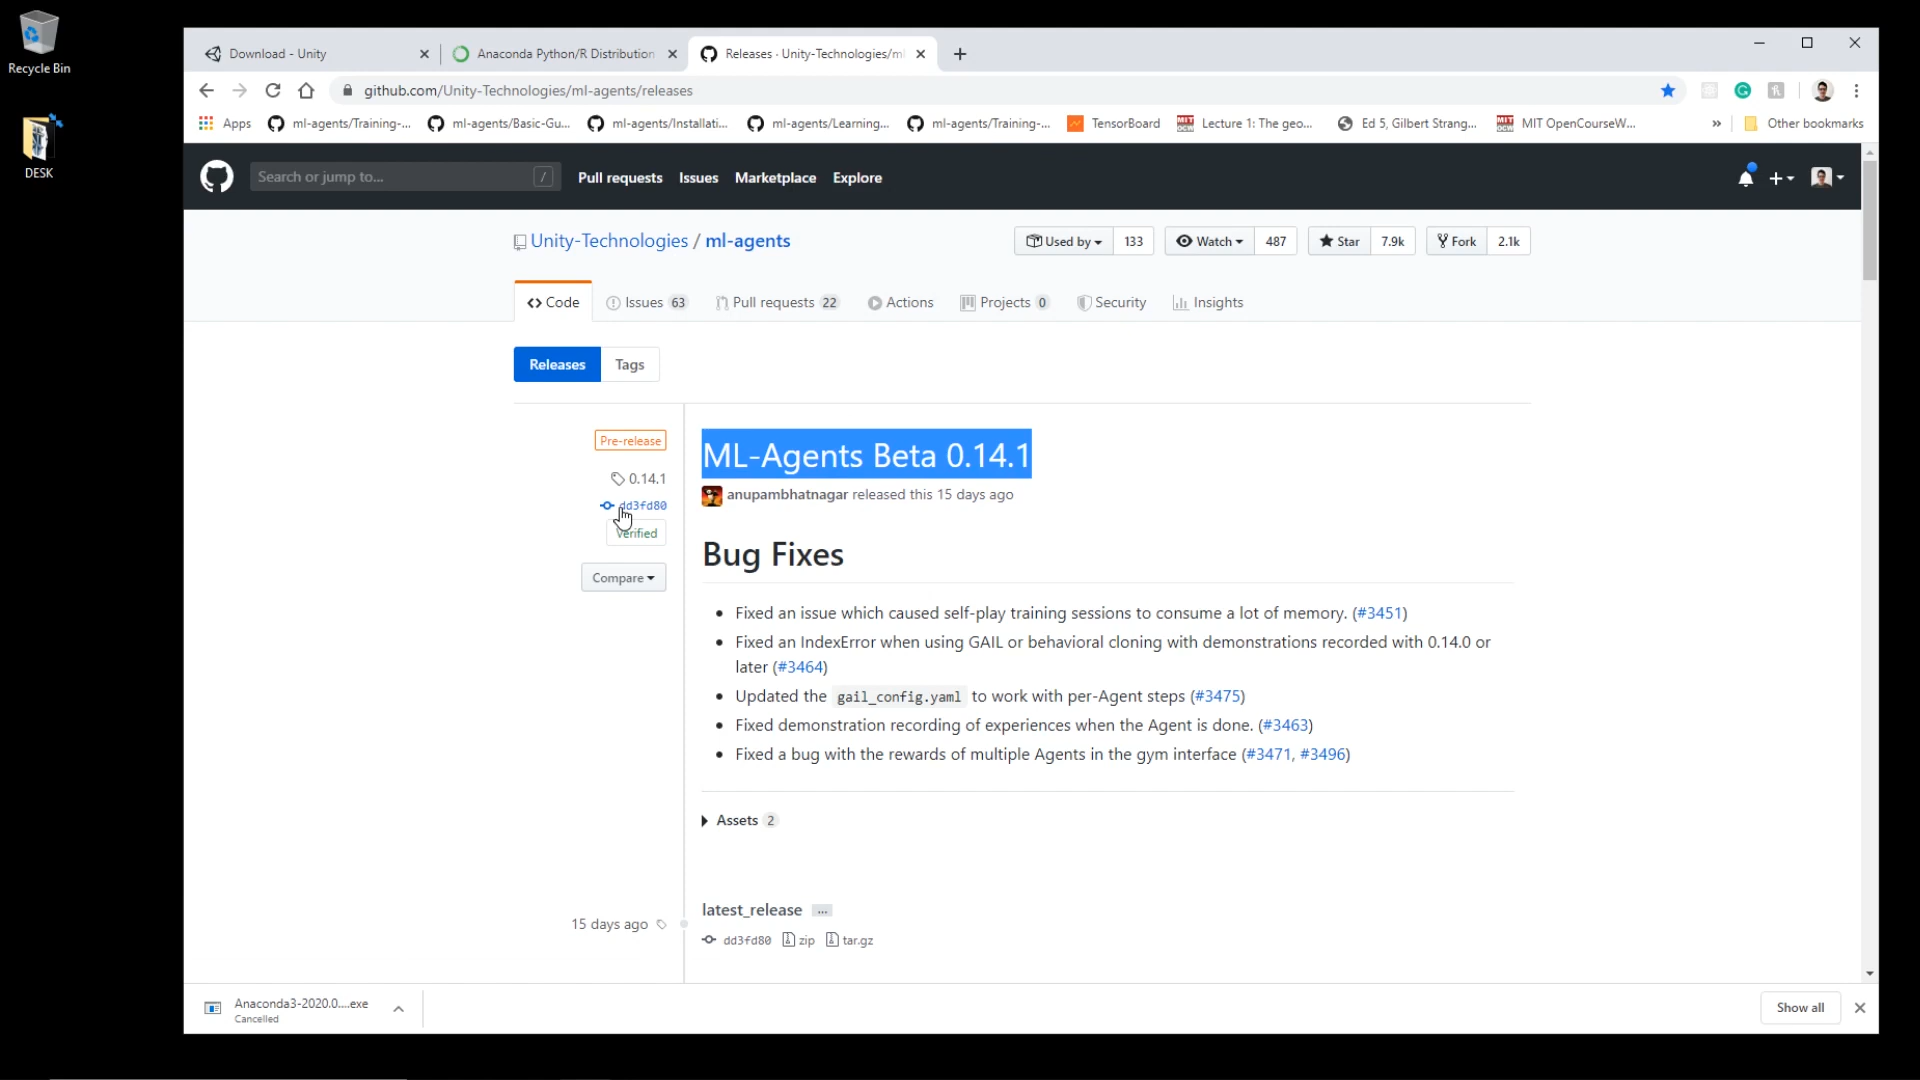 Recycle Bin
DESK
Download - Unity
Anaconda Python/R Distribution
Releases · Unity-Technologies/ml
github.com/Unity-Technologies/ml-agents/releases
Apps
ml-agents/Training-...
ml-agents/Basic-Gu...
ml-agents/Installati...
ml-agents/Learning...
ml-agents/Training-...
TensorBoard
Lecture 1: The geo...
Ed 5, Gilbert Strang...
MIT OpenCourseW...
»
Other bookmarks
Search or jump to...
/
Pull requests
Issues
Marketplace
Explore
Unity-Technologies / ml-agents
Used by
133
Watch
487
Star
7.9k
Fork
2.1k
Code
Issues 63
Pull requests 22
Actions
Projects 0
Security
Insights
Releases
Tags
Pre-release
0.14.1
dd3fd80
Verified
Compare
ML-Agents Beta 0.14.1
anupambhatnagar released this 15 days ago
Bug Fixes
Fixed an issue which caused self-play training sessions to consume a lot of memory. (#3451)
Fixed an IndexError when using GAIL or behavioral cloning with demonstrations recorded with 0.14.0 or
later (#3464)
Updated the gail_config.yaml to work with per-Agent steps (#3475)
Fixed demonstration recording of experiences when the Agent is done. (#3463)
Fixed a bug with the rewards of multiple Agents in the gym interface (#3471, #3496)
Assets 2
15 days ago
latest_release ...
dd3fd80 zip tar.gz
Anaconda3-2020.0....exe
Cancelled
Show all